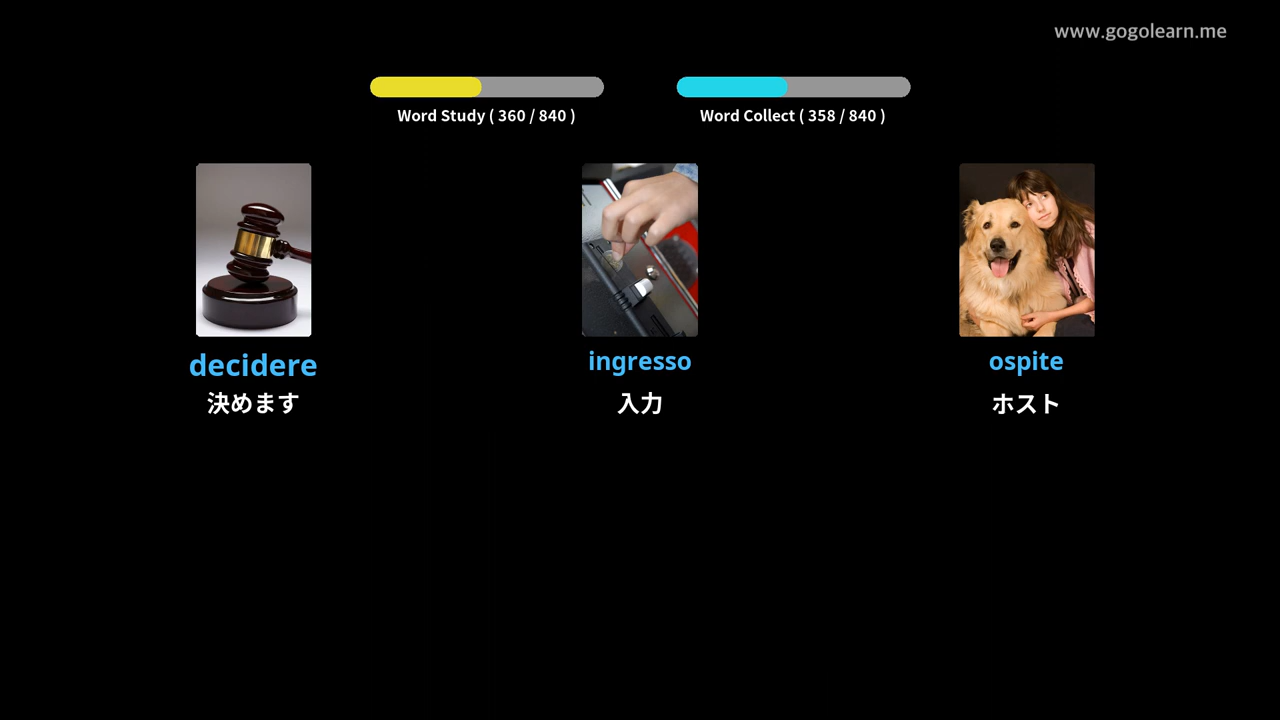 www.gogolearn.me
Word Study ( 360 / 840 )
Word Collect ( 358 / 840 )
decidere
決めます
ingresso
入力
ospite
ホスト